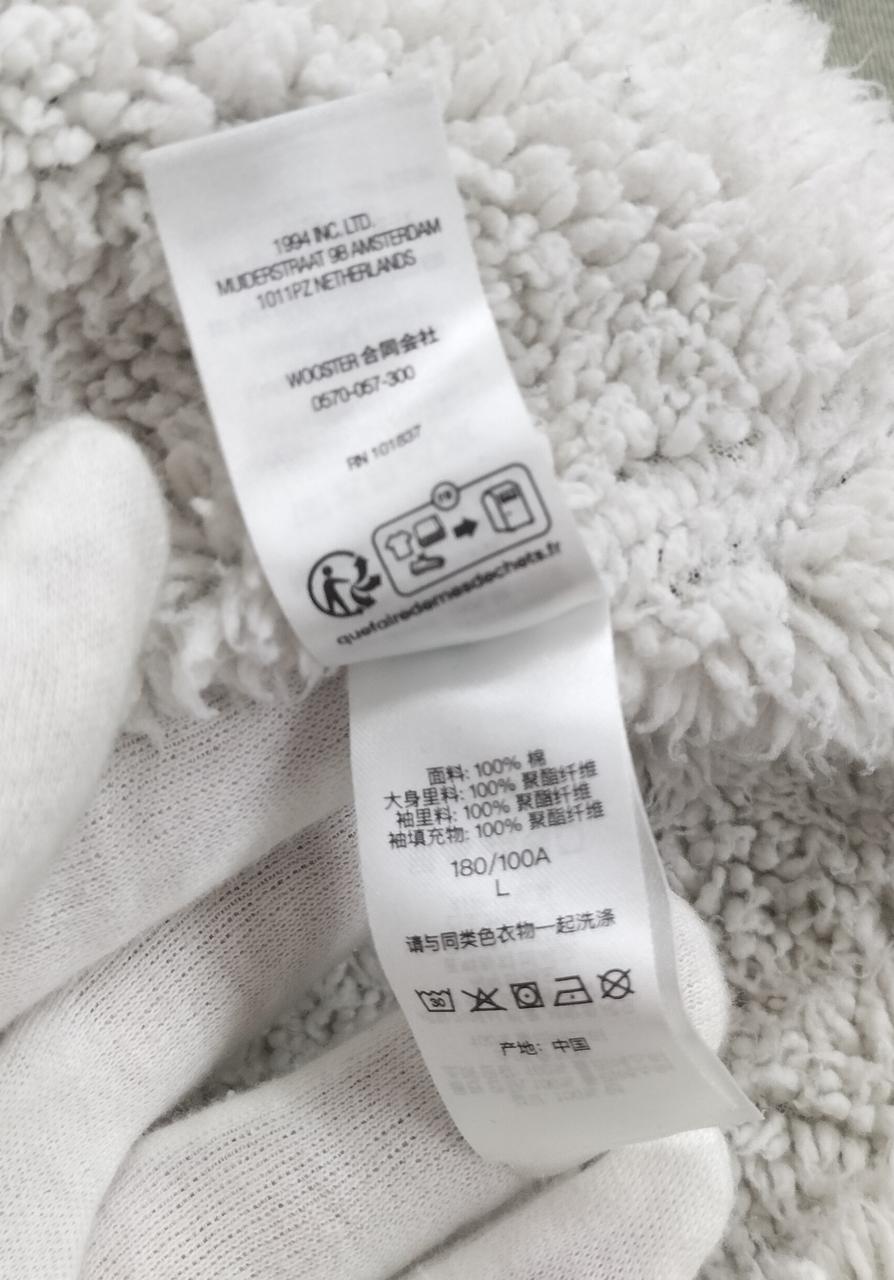 1994 INC. LTD.
MUIDERSTRAAT 9B AMSTERDAM
1011PZ NETHERLANDS
WOOSTER 合同会社
0570-057-300
RN 101837
FR
quefairedemesdechets.fr
面料: 100% 棉
大身里料: 100% 聚酯纤维
袖里料: 100% 聚酯纤维
袖填充物: 100% 聚酯纤维
180/100A
L
请与同类色衣物一起洗涤
30
产地: 中国